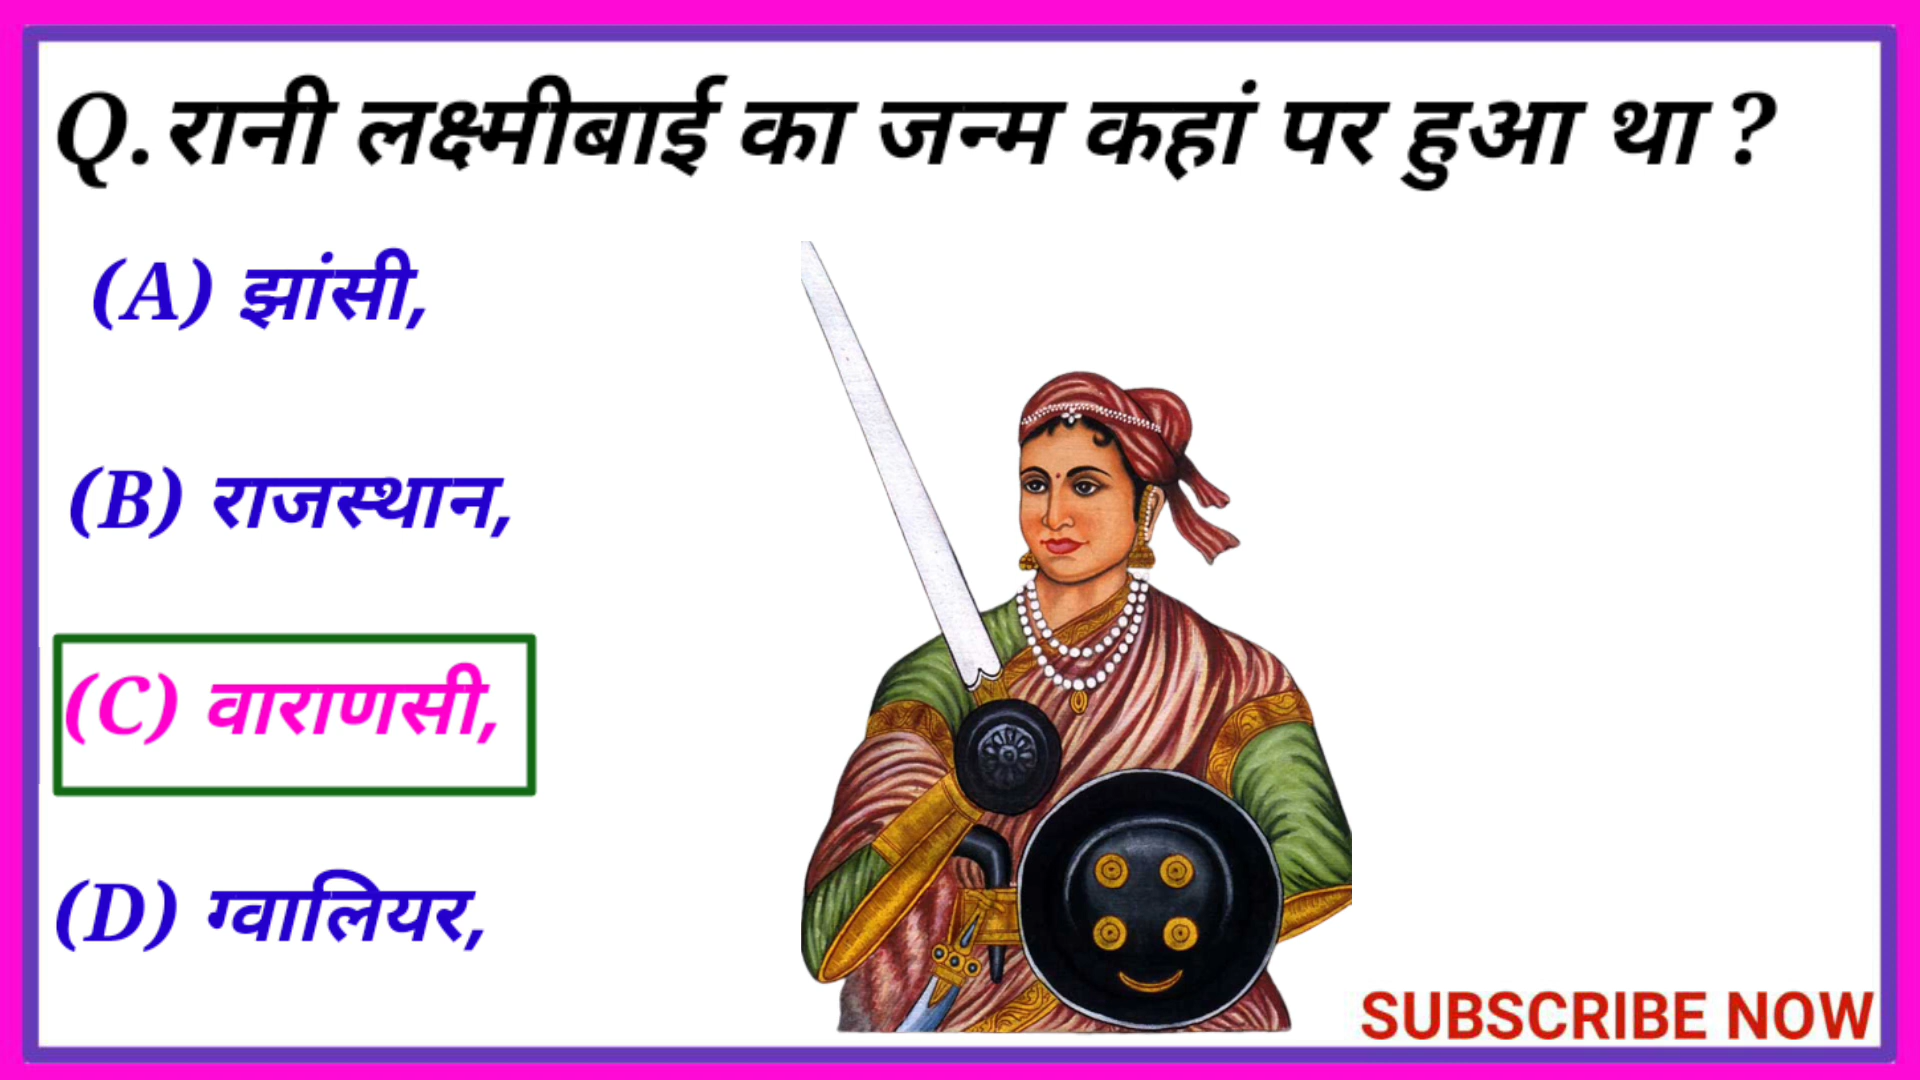 Q.रानी लक्ष्मीबाई का जन्म कहां पर हुआ था ?
(A) झांसी,
(B) राजस्थान,
(C) वाराणसी,
(D) ग्वालियर,
SUBSCRIBE NOW